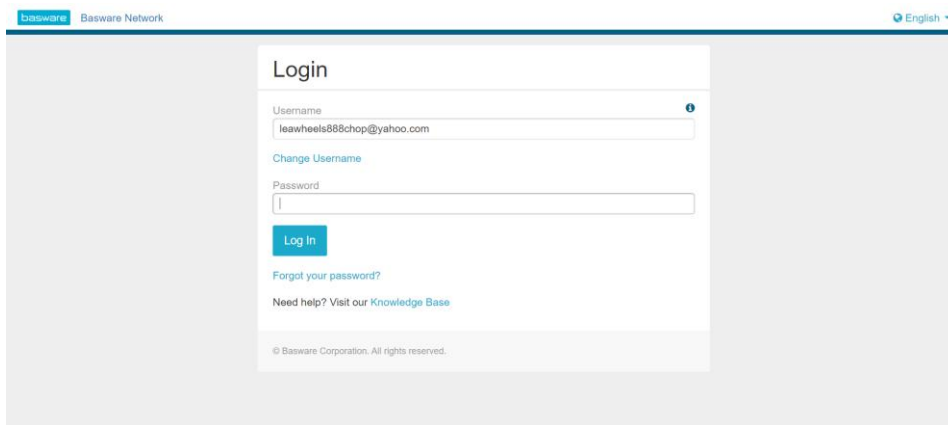 basware Basware Network English
Login
Username
leawheels888chop@yahoo.com
Change Username
Password
Log In
Forgot your password?
Need help? Visit our Knowledge Base
© Basware Corporation. All rights reserved.